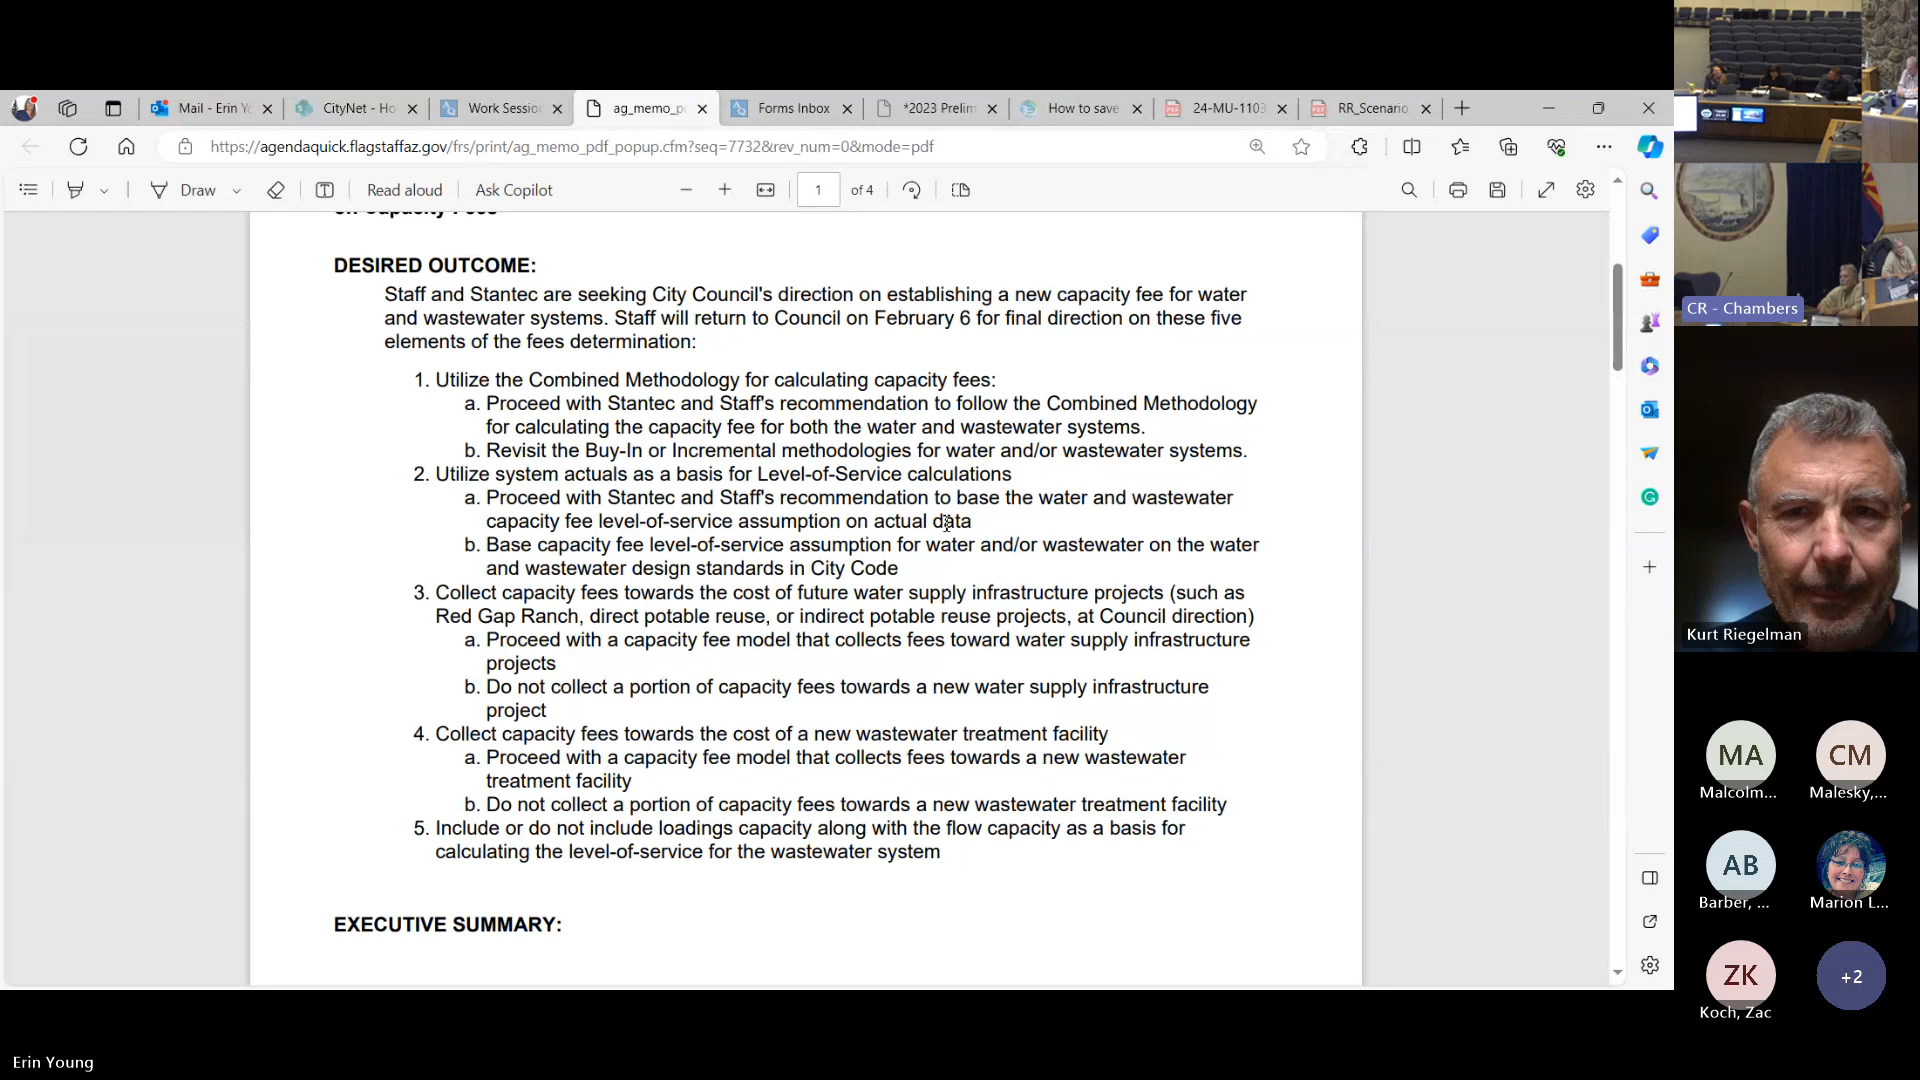 Mail - Erin Y
CityNet - Ho
Work Sessio
ag_memo_p
Forms Inbox
*2023 Prelim
How to save
24-MU-1103
RR_Scenario
https://agendaquick.flagstaffaz.gov/frs/print/ag_memo_pdf_popup.cfm?seq=7732&rev_num=0&mode=pdf
Draw
Read aloud
Ask Copilot
1
of 4
on Capacity Fees
DESIRED OUTCOME:
Staff and Stantec are seeking City Council's direction on establishing a new capacity fee for water
and wastewater systems. Staff will return to Council on February 6 for final direction on these five
elements of the fees determination:
1. Utilize the Combined Methodology for calculating capacity fees:
a. Proceed with Stantec and Staff's recommendation to follow the Combined Methodology
for calculating the capacity fee for both the water and wastewater systems.
b. Revisit the Buy-In or Incremental methodologies for water and/or wastewater systems.
2. Utilize system actuals as a basis for Level-of-Service calculations
a. Proceed with Stantec and Staff's recommendation to base the water and wastewater
capacity fee level-of-service assumption on actual data
b. Base capacity fee level-of-service assumption for water and/or wastewater on the water
and wastewater design standards in City Code
3. Collect capacity fees towards the cost of future water supply infrastructure projects (such as
Red Gap Ranch, direct potable reuse, or indirect potable reuse projects, at Council direction)
a. Proceed with a capacity fee model that collects fees toward water supply infrastructure
projects
b. Do not collect a portion of capacity fees towards a new water supply infrastructure
project
4. Collect capacity fees towards the cost of a new wastewater treatment facility
a. Proceed with a capacity fee model that collects fees towards a new wastewater
treatment facility
b. Do not collect a portion of capacity fees towards a new wastewater treatment facility
5. Include or do not include loadings capacity along with the flow capacity as a basis for
calculating the level-of-service for the wastewater system
EXECUTIVE SUMMARY:
CR - Chambers
Kurt Riegelman
MA
Malcolm...
CM
Malesky,...
AB
Barber, ...
Marion L...
ZK
Koch, Zac
+2
Erin Young